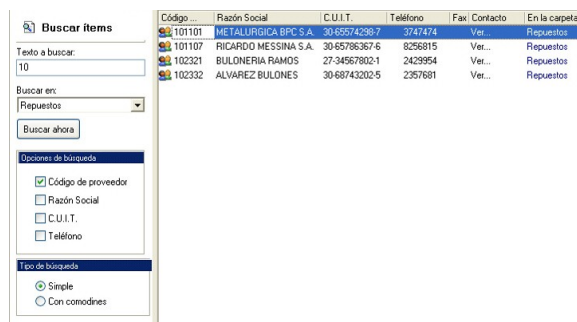 Buscar ítems
Texto a buscar:
10
Buscar en:
Repuestos
Buscar ahora
Opciones de búsqueda
Código de proveedor
Razón Social
C.U.I.T.
Teléfono
Tipo de búsqueda
Simple
Con comodines
Código ... Razón Social C.U.I.T. Teléfono Fax Contacto En la carpeta
101101 METALURGICA BPC S.A. 30-65574298-7 3747474 Ver... Repuestos
101107 RICARDO MESSINA S.A. 30-65786367-6 8256815 Ver... Repuestos
102321 BULONERIA RAMOS 27-34567802-1 2429954 Ver... Repuestos
102332 ALVAREZ BULONES 30-68743202-5 2357681 Ver... Repuestos